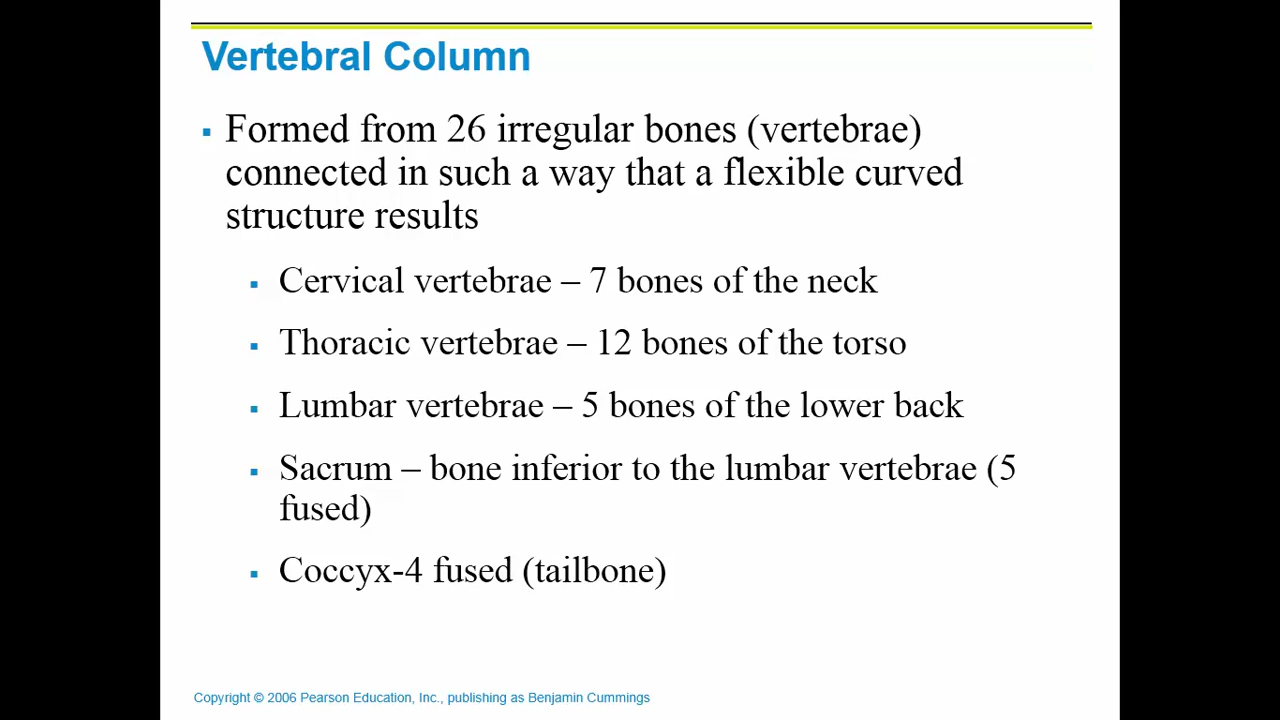 Vertebral Column
▪ Formed from 26 irregular bones (vertebrae)
connected in such a way that a flexible curved
structure results
▪ Cervical vertebrae – 7 bones of the neck
▪ Thoracic vertebrae – 12 bones of the torso
▪ Lumbar vertebrae – 5 bones of the lower back
▪ Sacrum – bone inferior to the lumbar vertebrae (5
fused)
▪ Coccyx-4 fused (tailbone)
Copyright © 2006 Pearson Education, Inc., publishing as Benjamin Cummings